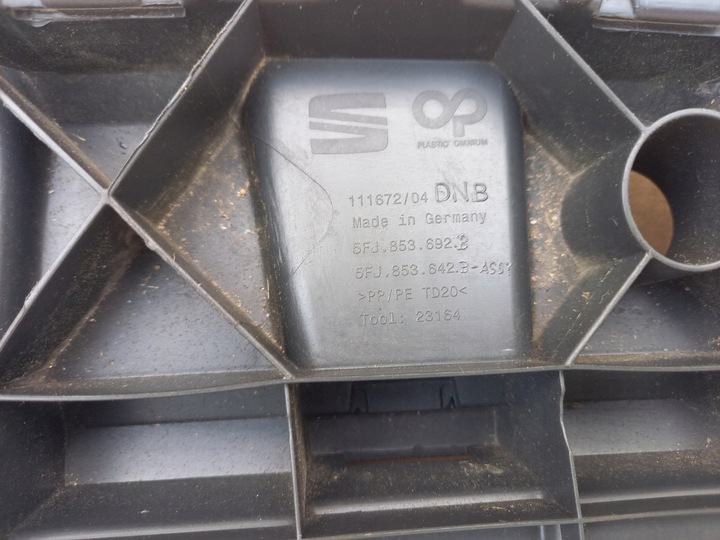 OP
PLASTIC OMNIUM
111672/04 DNB
Made in Germany
5FJ.853.692.B
5FJ.853.642.B-ASSY
>PP/PE TD20<
Tool: 23164